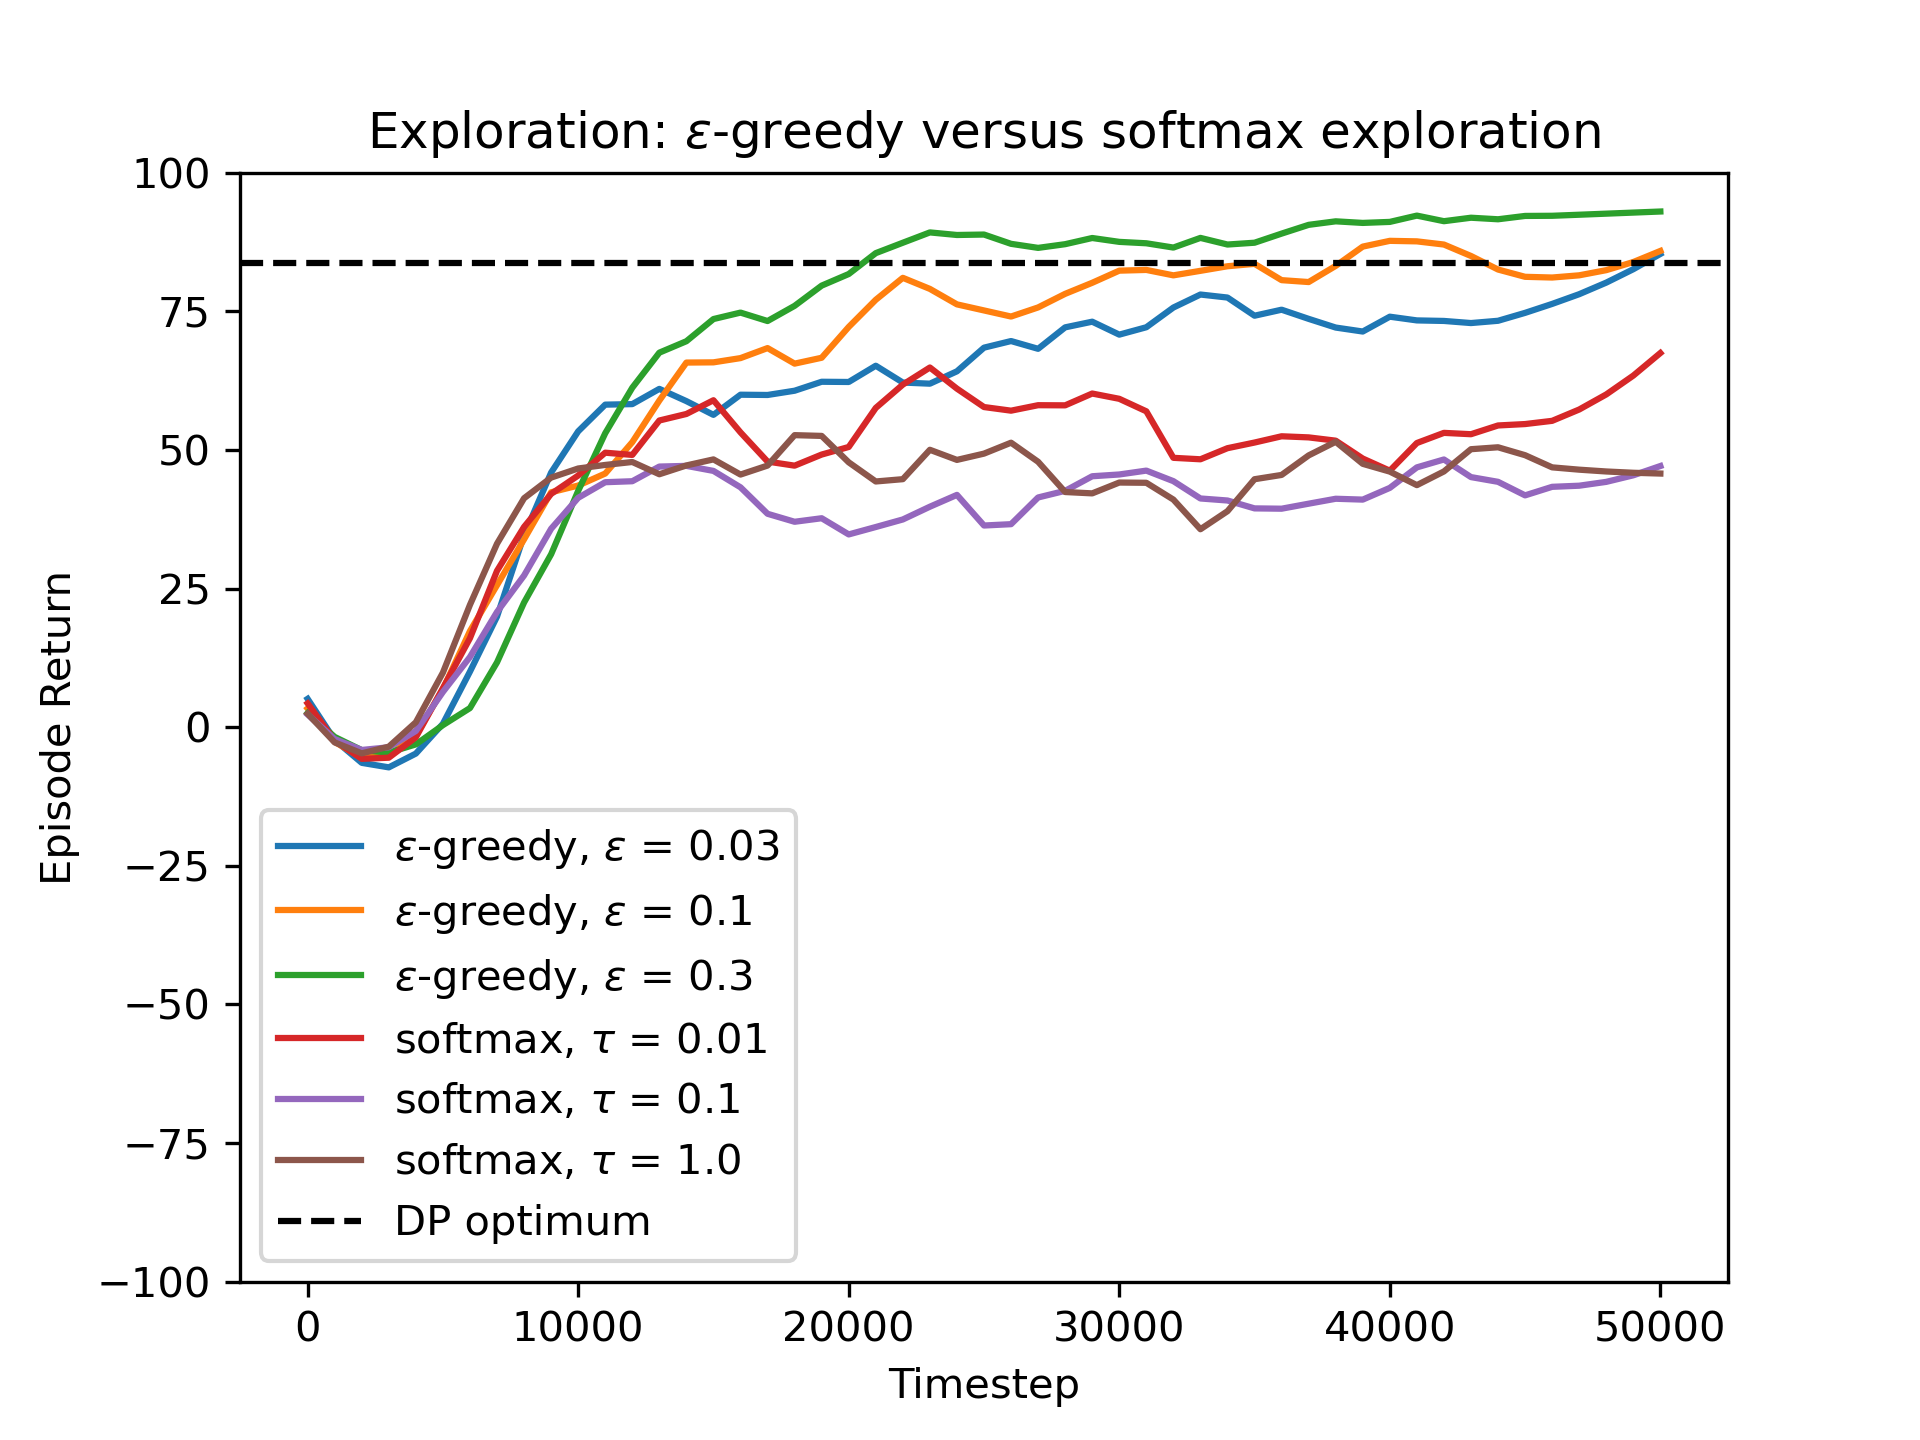 Exploration: ε-greedy versus softmax exploration
100
75
50
25
0
−25
−50
−75
−100
Episode Return
ε-greedy, ε = 0.03
ε-greedy, ε = 0.1
ε-greedy, ε = 0.3
softmax, τ = 0.01
softmax, τ = 0.1
softmax, τ = 1.0
DP optimum
0 10000 20000 30000 40000 50000
Timestep